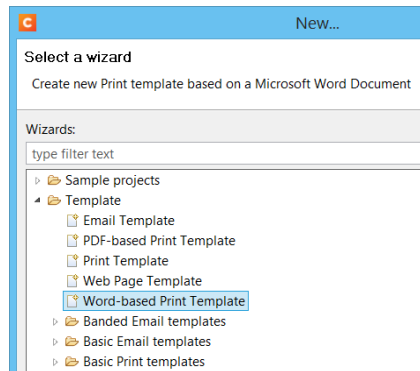 C
New...
Select a wizard
Create new Print template based on a Microsoft Word Document
Wizards:
type filter text
Sample projects
Template
Email Template
PDF-based Print Template
Print Template
Web Page Template
Word-based Print Template
Banded Email templates
Basic Email templates
Basic Print templates